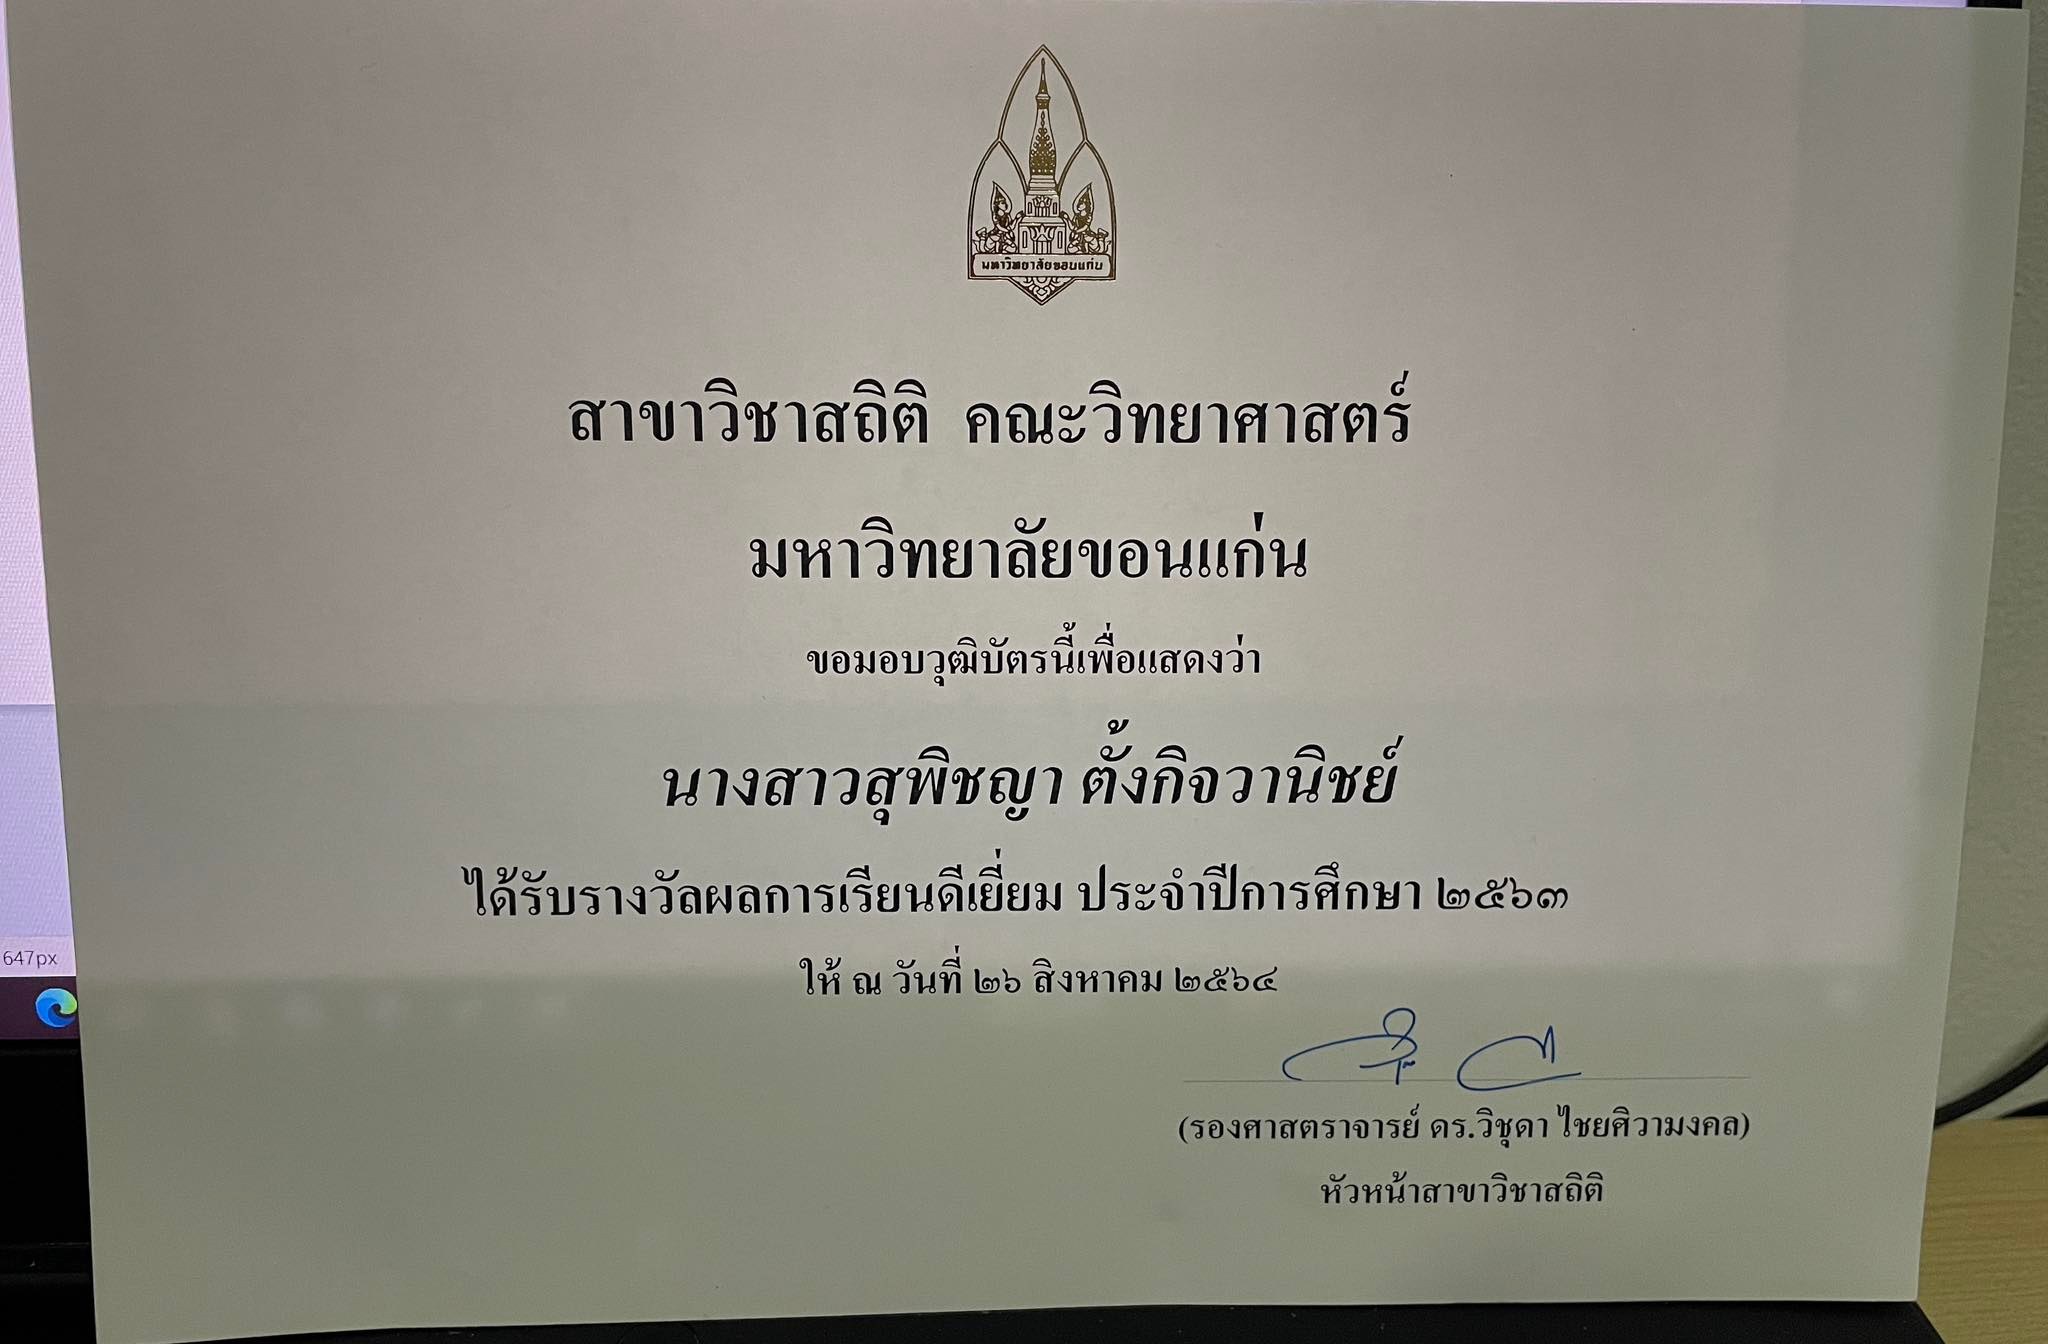 มหาวิทยาลัยขอนแก่น
สาขาวิชาสถิติ คณะวิทยาศาสตร์
มหาวิทยาลัยขอนแก่น
ขอมอบวุฒิบัตรนี้เพื่อแสดงว่า
นางสาวสุพิชญา ตั้งกิจวานิชย์
ได้รับรางวัลผลการเรียนดีเยี่ยม ประจำปีการศึกษา ๒๕๖๓
647px
ให้ ณ วันที่ ๒๖ สิงหาคม ๒๕๖๔
(รองศาสตราจารย์ ดร.วิชุดา ไชยศิวามงคล)
หัวหน้าสาขาวิชาสถิติ